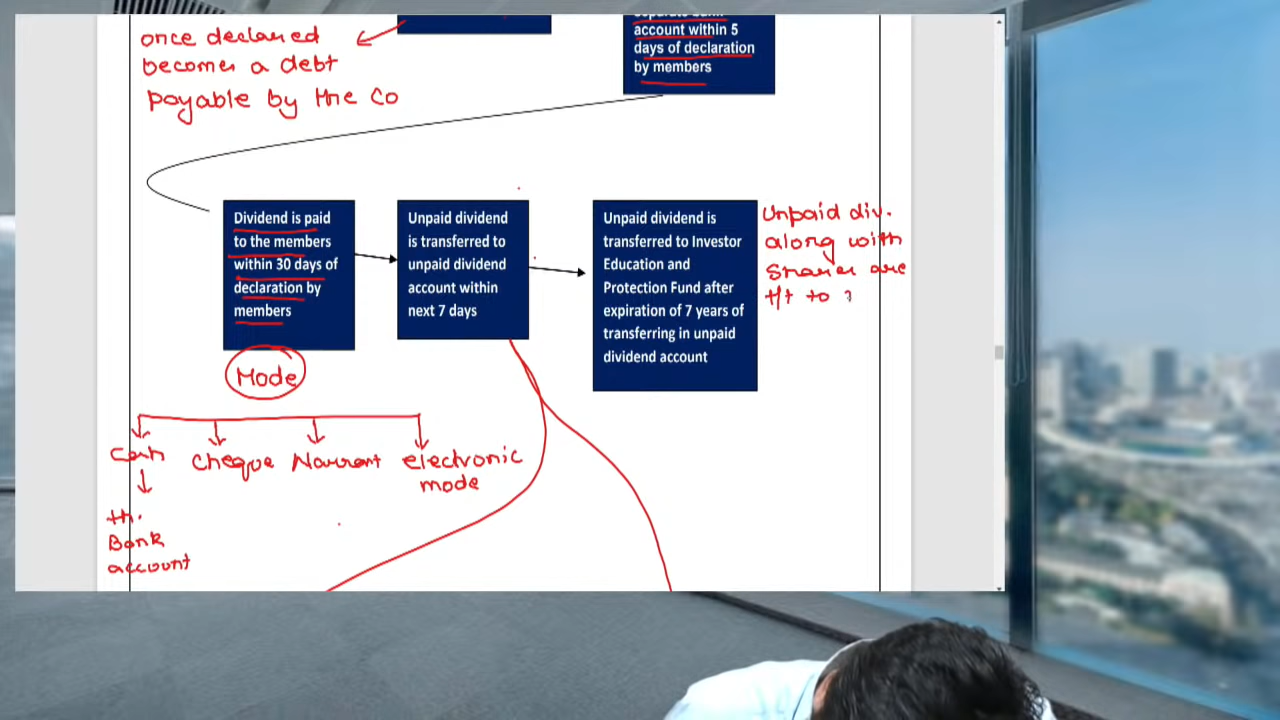 once declared
becomes a debt
payable by the Co
separate bank
account within 5
days of declaration
by members
Dividend is paid
to the members
within 30 days of
declaration by
members
Unpaid dividend
is transferred to
unpaid dividend
account within
next 7 days
Unpaid dividend is
transferred to Investor
Education and
Protection Fund after
expiration of 7 years of
transferring in unpaid
dividend account
Unpaid div.
along with
shares are
t/t to
Mode
Cash
Cheque
Warrant
electronic
mode
th.
Bank
account